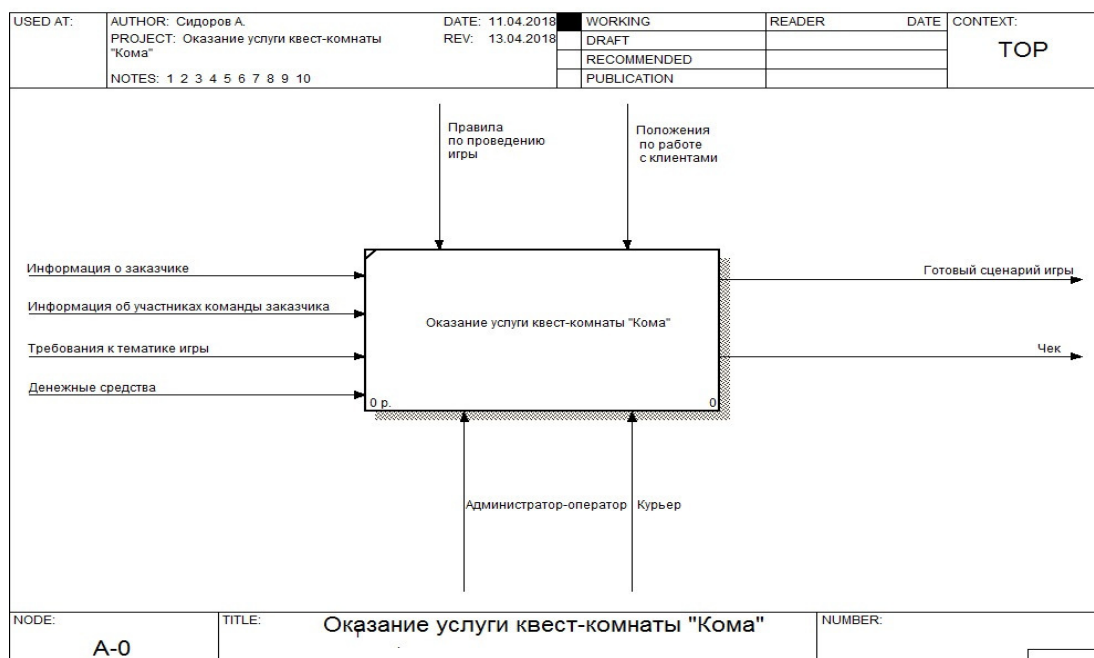 USED AT:
AUTHOR: Сидоров А.
DATE: 11.04.2018
WORKING
READER
DATE
CONTEXT:
PROJECT: Оказание услуги квест-комнаты
"Кома"
REV: 13.04.2018
DRAFT
TOP
RECOMMENDED
NOTES: 1 2 3 4 5 6 7 8 9 10
PUBLICATION
Правила
по проведению
игры
Положения
по работе
с клиентами
Информация о заказчике
Информация об участниках команды заказчика
Требования к тематике игры
Денежные средства
Оказание услуги квест-комнаты "Кома"
0 р.
0
Готовый сценарий игры
Чек
Администратор-оператор
Курьер
NODE:
A-0
TITLE:
Оказание услуги квест-комнаты "Кома"
NUMBER: